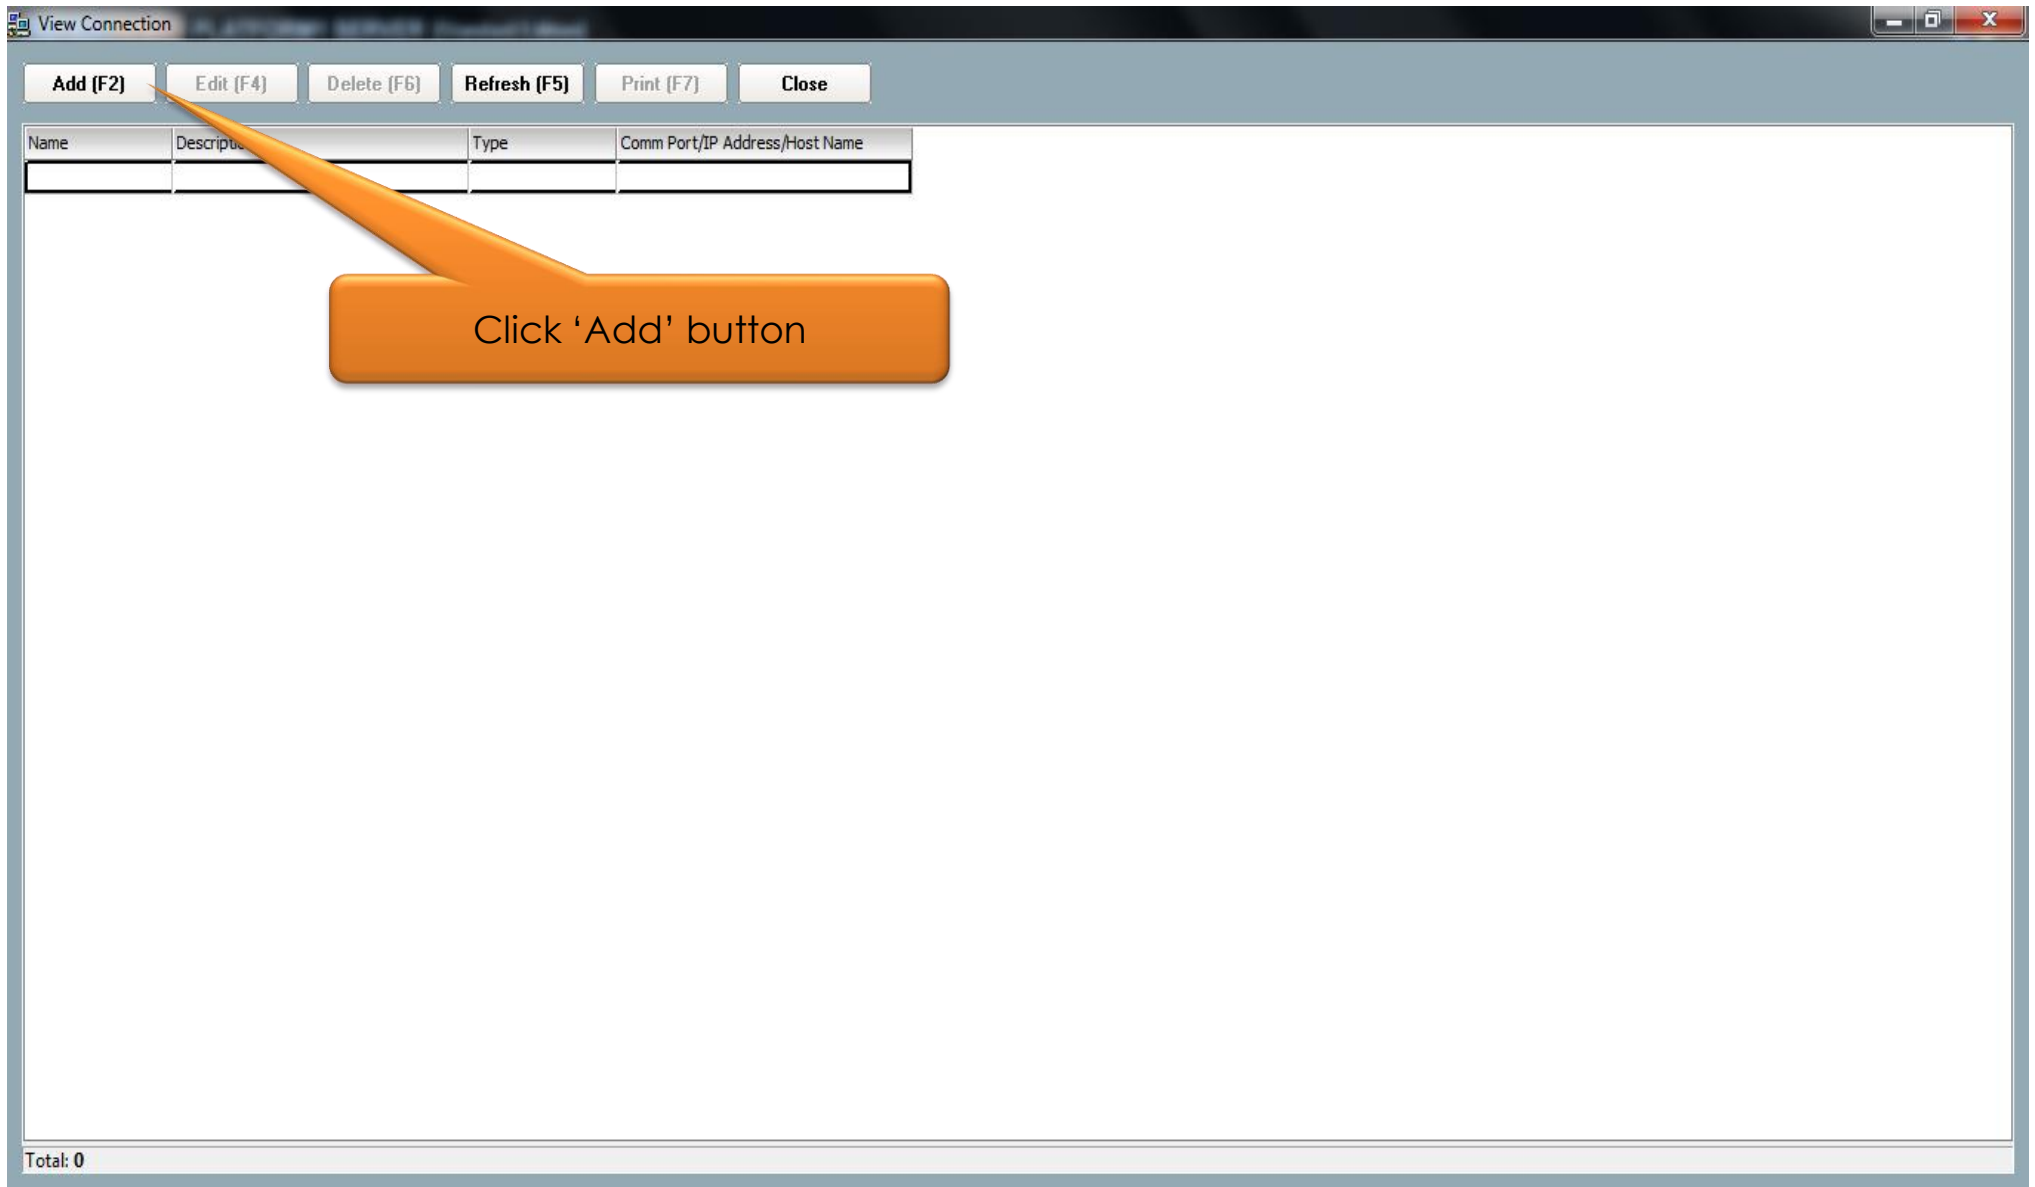 View Connection
Add (F2) Edit (F4) Delete (F6) Refresh (F5) Print (F7) Close
Name Type Comm Port/IP Address/Host Name
Click ‘Add’ button
Total: 0